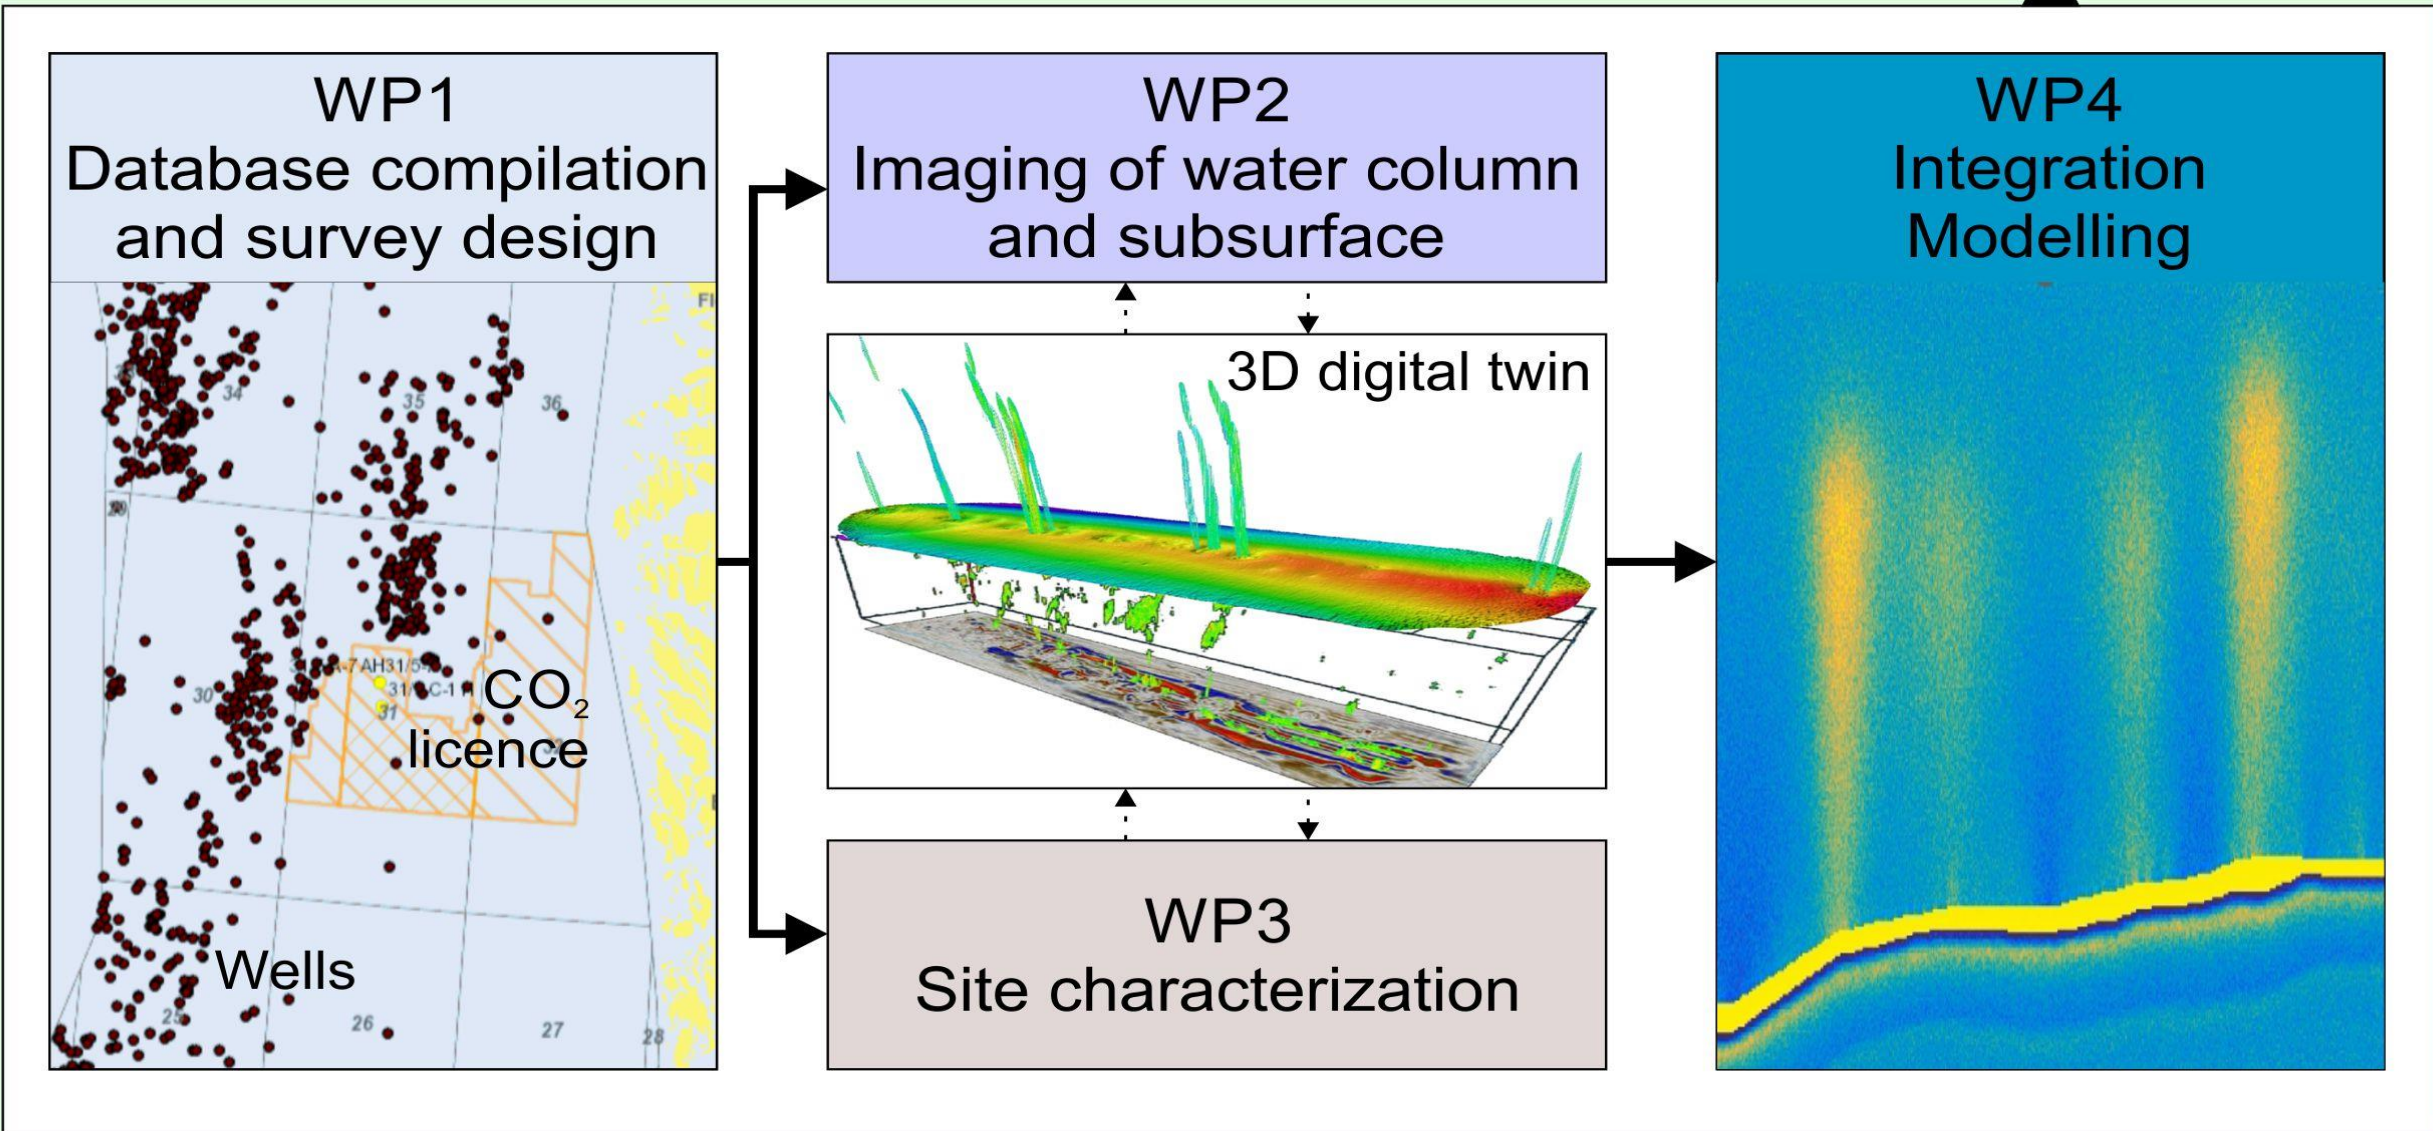 WP1
Database compilation
and survey design
34
35
36
30
31
CO₂
licence
Wells
25
26
27
28
WP2
Imaging of water column
and subsurface
3D digital twin
WP3
Site characterization
WP4
Integration
Modelling